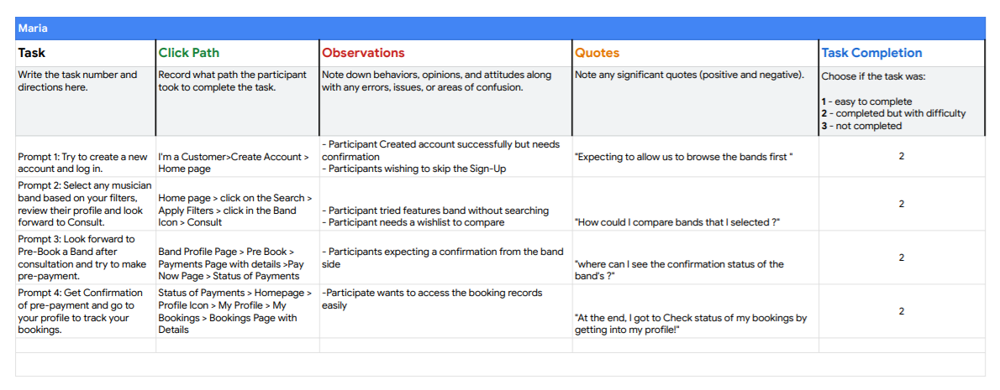 Maria
Task
Click Path
Observations
Quotes
Task Completion
Write the task number and
directions here.
Record what path the participant
took to complete the task.
Note down behaviors, opinions, and attitudes along
with any errors, issues, or areas of confusion.
Note any significant quotes (positive and negative).
Choose if the task was:
1 - easy to complete
2 - completed but with difficulty
3 - not completed
Prompt 1: Try to create a new
account and log in.
I'm a Customer>Create Account >
Home page
- Participant Created account successfully but needs
confirmation
- Participants wishing to skip the Sign-Up
"Expecting to allow us to browse the bands first "
2
Prompt 2: Select any musician
band based on your filters,
review their profile and look
forward to Consult.
Home page > click on the Search >
Apply Filters > click in the Band
Icon > Consult
- Participant tried features band without searching
- Participant needs a wishlist to compare
"How could I compare bands that I selected ?"
2
Prompt 3: Look forward to
Pre-Book a Band after
consultation and try to make
pre-payment.
Band Profile Page > Pre Book >
Payments Page with details >Pay
Now Page > Status of Payments
- Participants expecting a confirmation from the band
side
"where can I see the confirmation status of the
band's ?"
2
Prompt 4: Get Confirmation
of pre-payment and go to
your profile to track your
bookings.
Status of Payments > Homepage >
Profile Icon > My Profile > My
Bookings > Bookings Page with
Details
-Participate wants to access the booking records
easily
"At the end, I got to Check status of my bookings by
getting into my profile!"
2